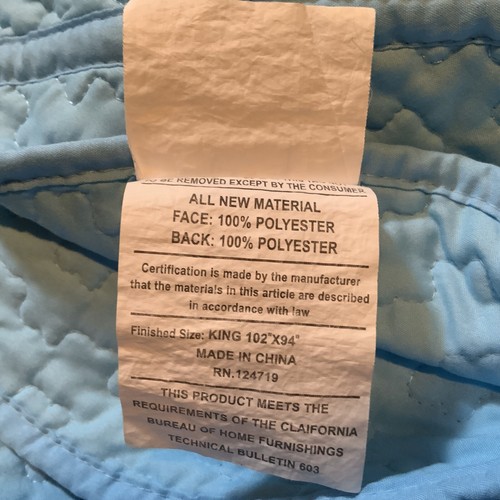 BE REMOVED EXCEPT BY THE CONSUMER
ALL NEW MATERIAL
FACE: 100% POLYESTER
BACK: 100% POLYESTER
Certification is made by the manufacturer
that the materials in this article are described
in accordance with law
Finished Size: KING 102"X94"
MADE IN CHINA
RN.124719
THIS PRODUCT MEETS THE
REQUIREMENTS OF THE CLAIFORNIA
BUREAU OF HOME FURNISHINGS
TECHNICAL BULLETIN 603